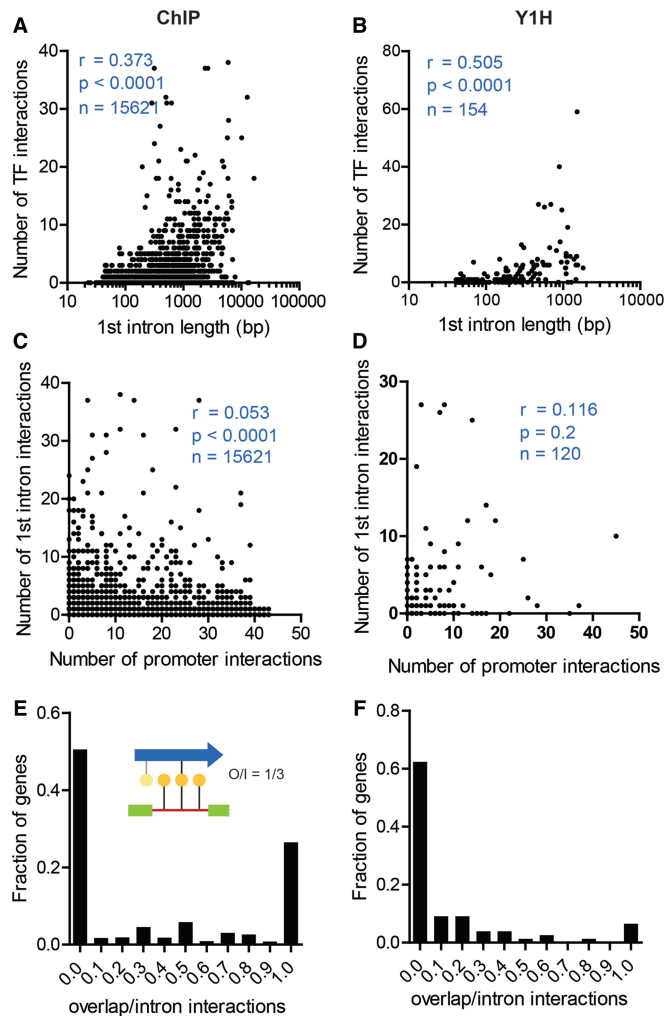 ChIP
Y1H
A
Number of TF interactions
40
30
20
10
0
r = 0.373
p < 0.0001
n = 15621
10
100
1000
10000
100000
1st intron length (bp)
B
Number of TF interactions
80
60
40
20
0
r = 0.505
p < 0.0001
n = 154
10
100
1000
10000
1st intron length (bp)
C
Number of 1st intron interactions
40
30
20
10
0
r = 0.053
p < 0.0001
n = 15621
0
10
20
30
40
50
Number of promoter interactions
D
Number of 1st intron interactions
30
20
10
0
r = 0.116
p = 0.2
n = 120
0
10
20
30
40
50
Number of promoter interactions
E
Fraction of genes
0.6
0.4
0.2
0.0
O/I = 1/3
0.0
0.1
0.2
0.3
0.4
0.5
0.6
0.7
0.8
0.9
1.0
overlap/intron interactions
F
Fraction of genes
0.8
0.6
0.4
0.2
0.0
0.0
0.1
0.2
0.3
0.4
0.5
0.6
0.7
0.8
0.9
1.0
overlap/intron interactions